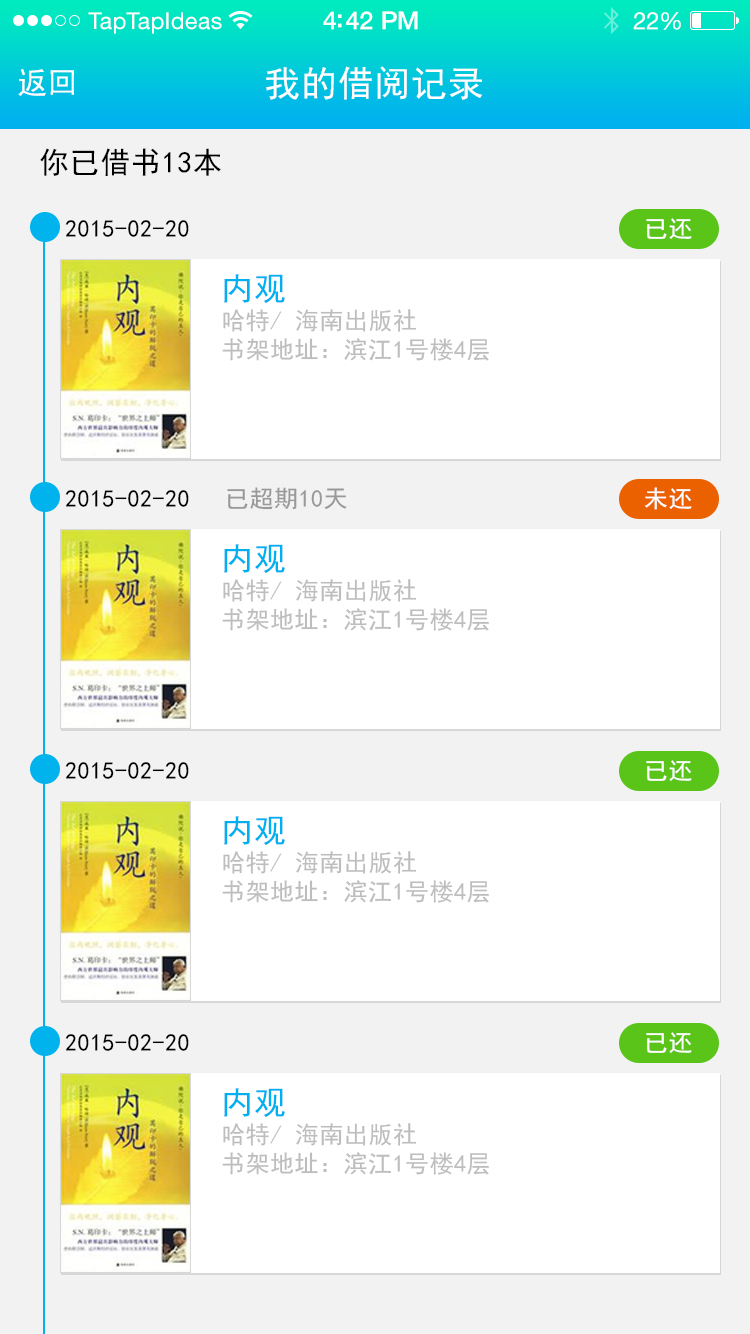 TapTapIdeas 4:42 PM 22%
返回 我的借阅记录
你已借书13本
2015-02-20 已还
内观
哈特/ 海南出版社
书架地址：滨江1号楼4层
内
观
葛印卡的解脱之道
S.N. 葛印卡：“世界之上师”
2015-02-20 已超期10天 未还
内观
哈特/ 海南出版社
书架地址：滨江1号楼4层
内
观
葛印卡的解脱之道
S.N. 葛印卡：“世界之上师”
2015-02-20 已还
内观
哈特/ 海南出版社
书架地址：滨江1号楼4层
内
观
葛印卡的解脱之道
S.N. 葛印卡：“世界之上师”
2015-02-20 已还
内观
哈特/ 海南出版社
书架地址：滨江1号楼4层
内
观
葛印卡的解脱之道
S.N. 葛印卡：“世界之上师”